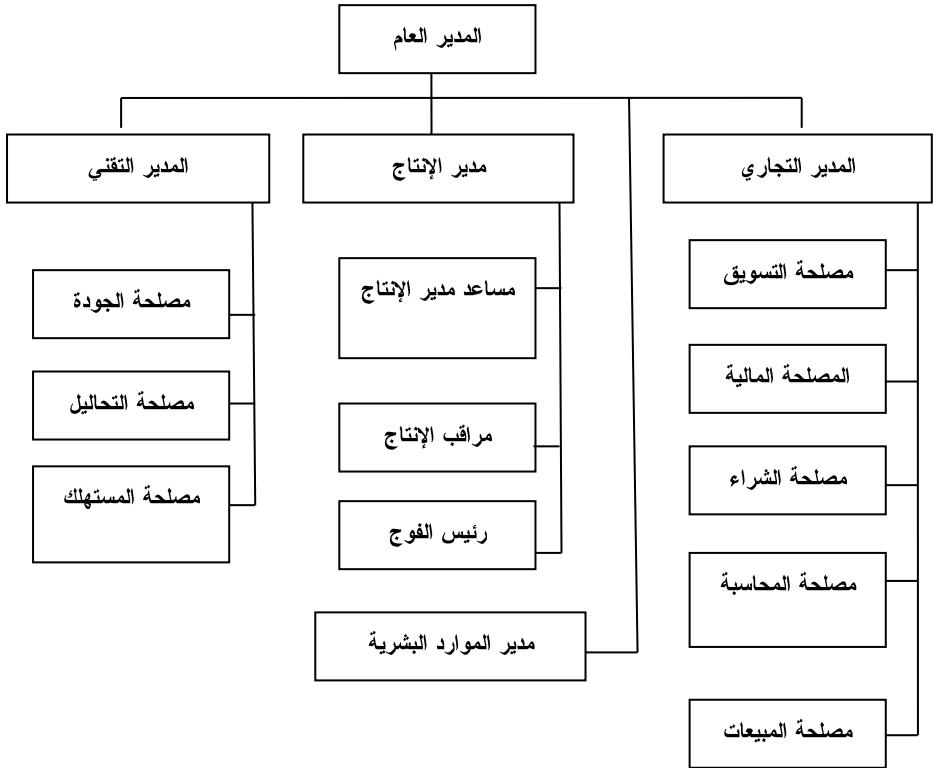 المدير العام
المدير التجاري
مدير الإنتاج
المدير التقني
مصلحة التسويق
المصلحة المالية
مصلحة الشراء
مصلحة المحاسبة
مصلحة المبيعات
مساعد مدير الإنتاج
مراقب الإنتاج
رئيس الفوج
مدير الموارد البشرية
مصلحة الجودة
مصلحة التحاليل
مصلحة المستهلك